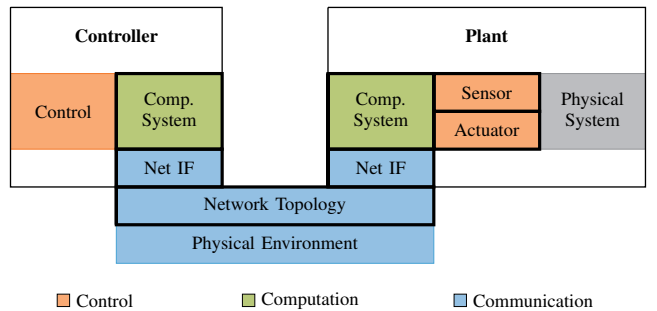 Controller
Plant
Control
Comp.
System
Comp.
System
Sensor
Actuator
Physical
System
Net IF
Net IF
Network Topology
Physical Environment
Control
Computation
Communication